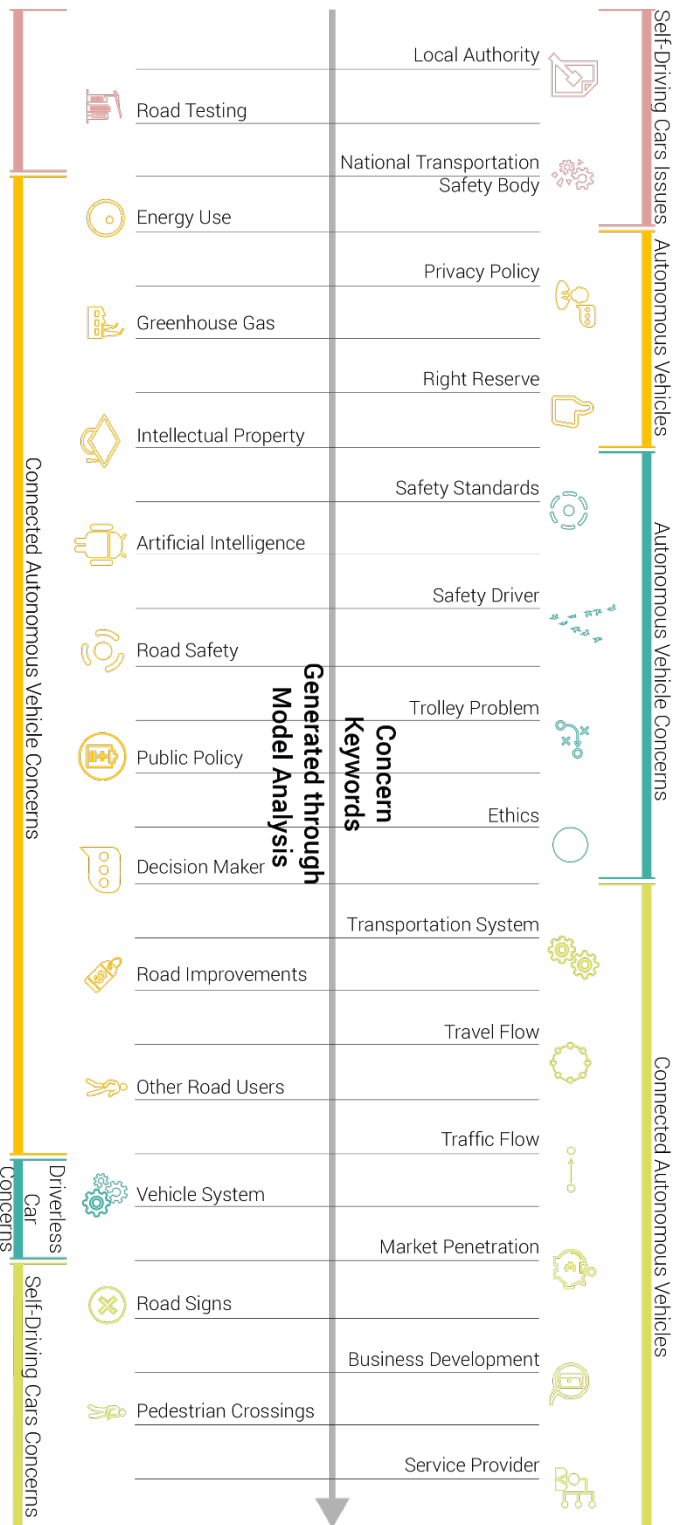 Self-Driving Cars Issues
Local Authority
Road Testing
National Transportation
Safety Body
Energy Use
Autonomous Vehicles
Privacy Policy
Greenhouse Gas
Right Reserve
Intellectual Property
Autonomous Vehicle Concerns
Safety Standards
Artificial Intelligence
Safety Driver
Road Safety
Trolley Problem
Public Policy
Ethics
Decision Maker
Concern
Keywords
Generated through
Model Analysis
Connected Autonomous Vehicle Concerns
Connected Autonomous Vehicles
Transportation System
Road Improvements
Travel Flow
Other Road Users
Traffic Flow
Driverless
Car
Concerns
Vehicle System
Market Penetration
Self-Driving Cars Concerns
Road Signs
Business Development
Pedestrian Crossings
Service Provider